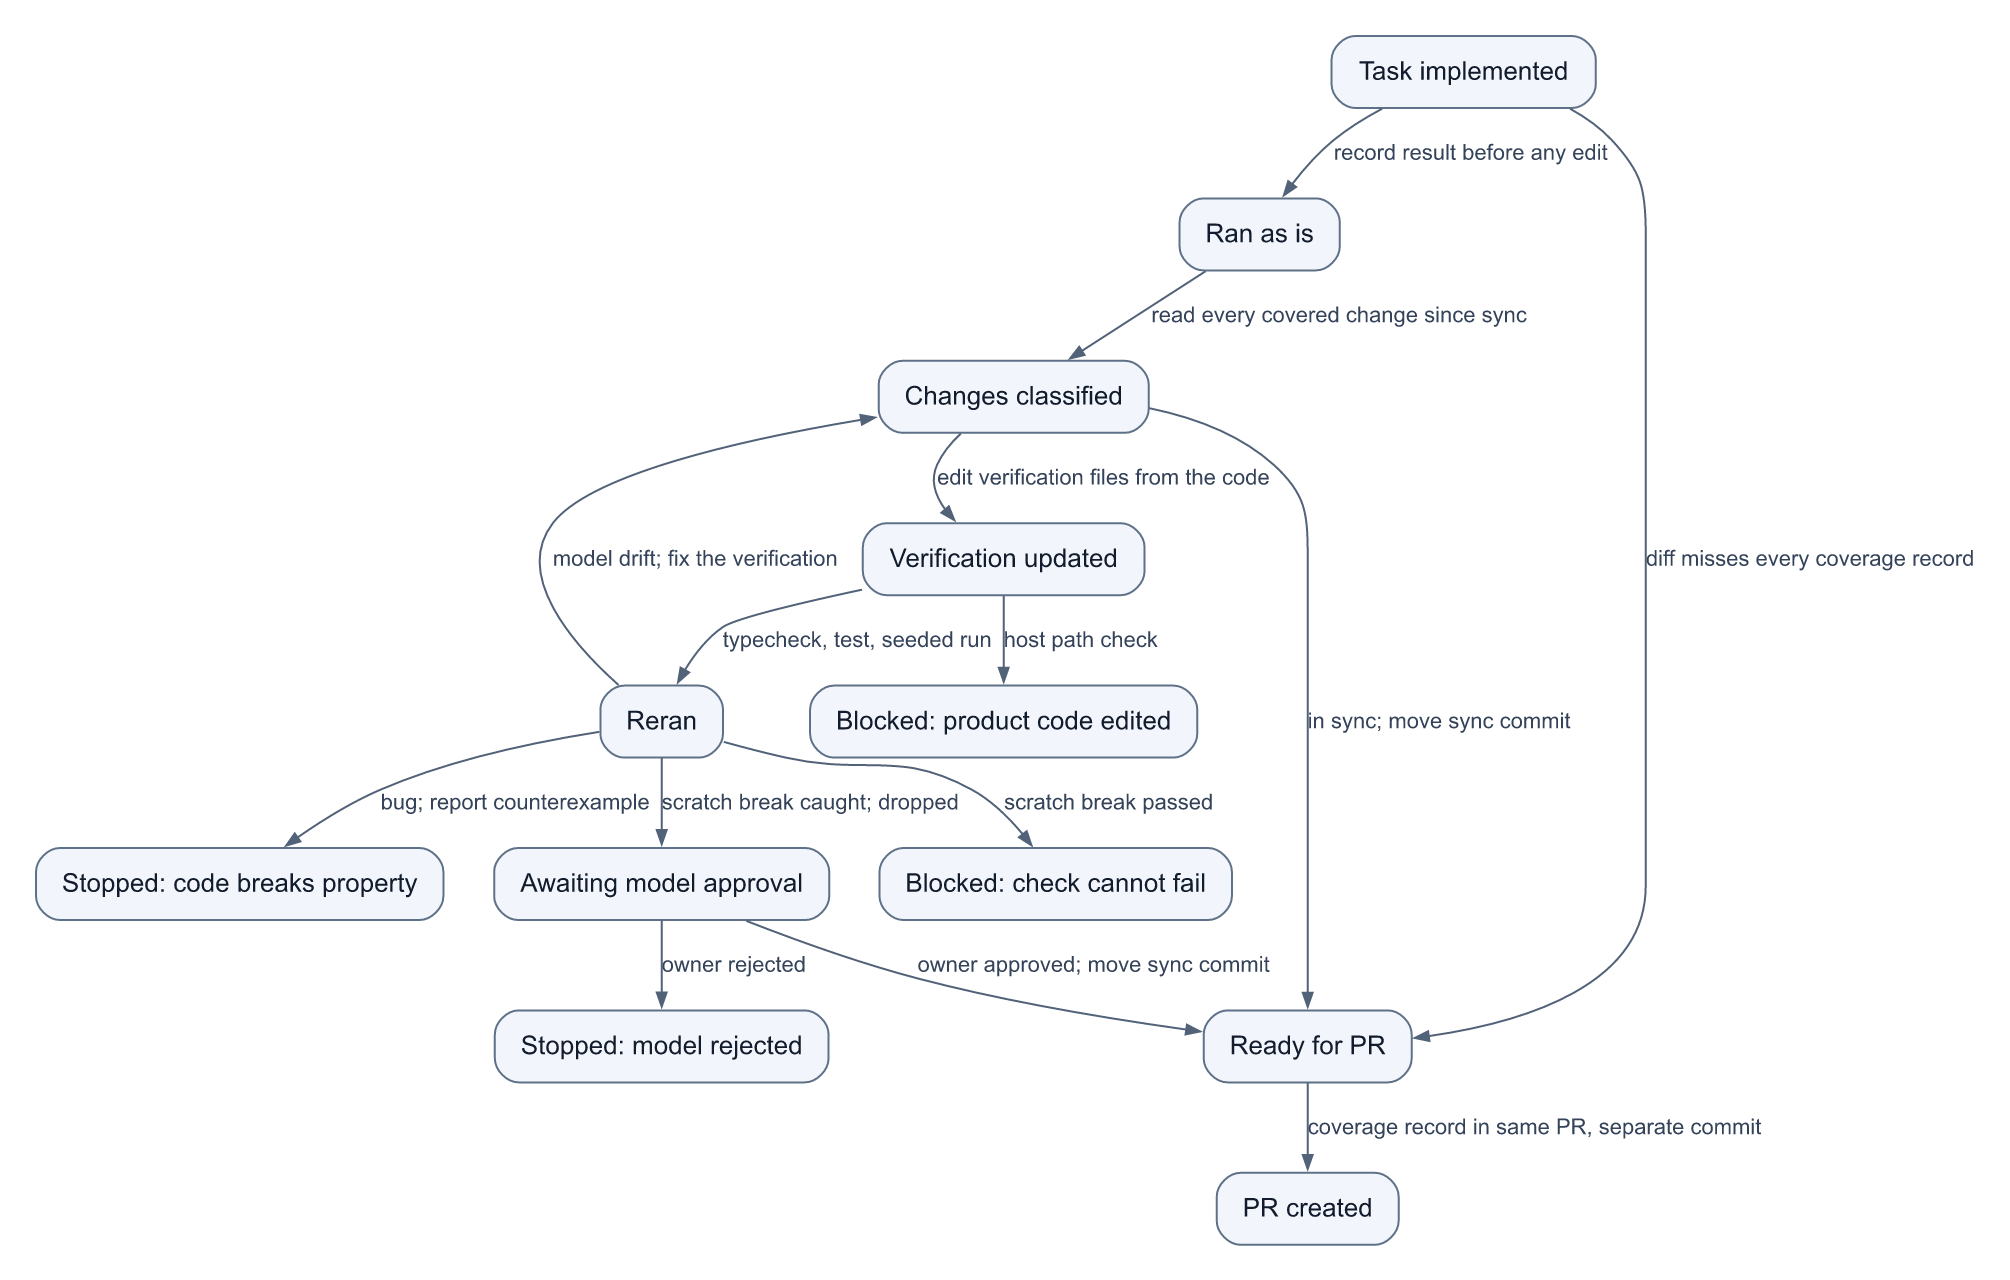 Task implemented
record result before any edit
Ran as is
read every covered change since sync
Changes classified
edit verification files from the code
model drift; fix the verification
Verification updated
diff misses every coverage record
typecheck, test, seeded run
host path check
Reran
Blocked: product code edited
in sync; move sync commit
bug; report counterexample
scratch break caught; dropped
scratch break passed
Stopped: code breaks property
Awaiting model approval
Blocked: check cannot fail
owner rejected
owner approved; move sync commit
Stopped: model rejected
Ready for PR
coverage record in same PR, separate commit
PR created